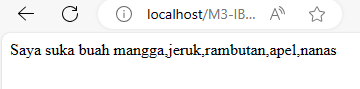 localhost/M3-IB...
Saya suka buah mangga,jeruk,rambutan,apel,nanas